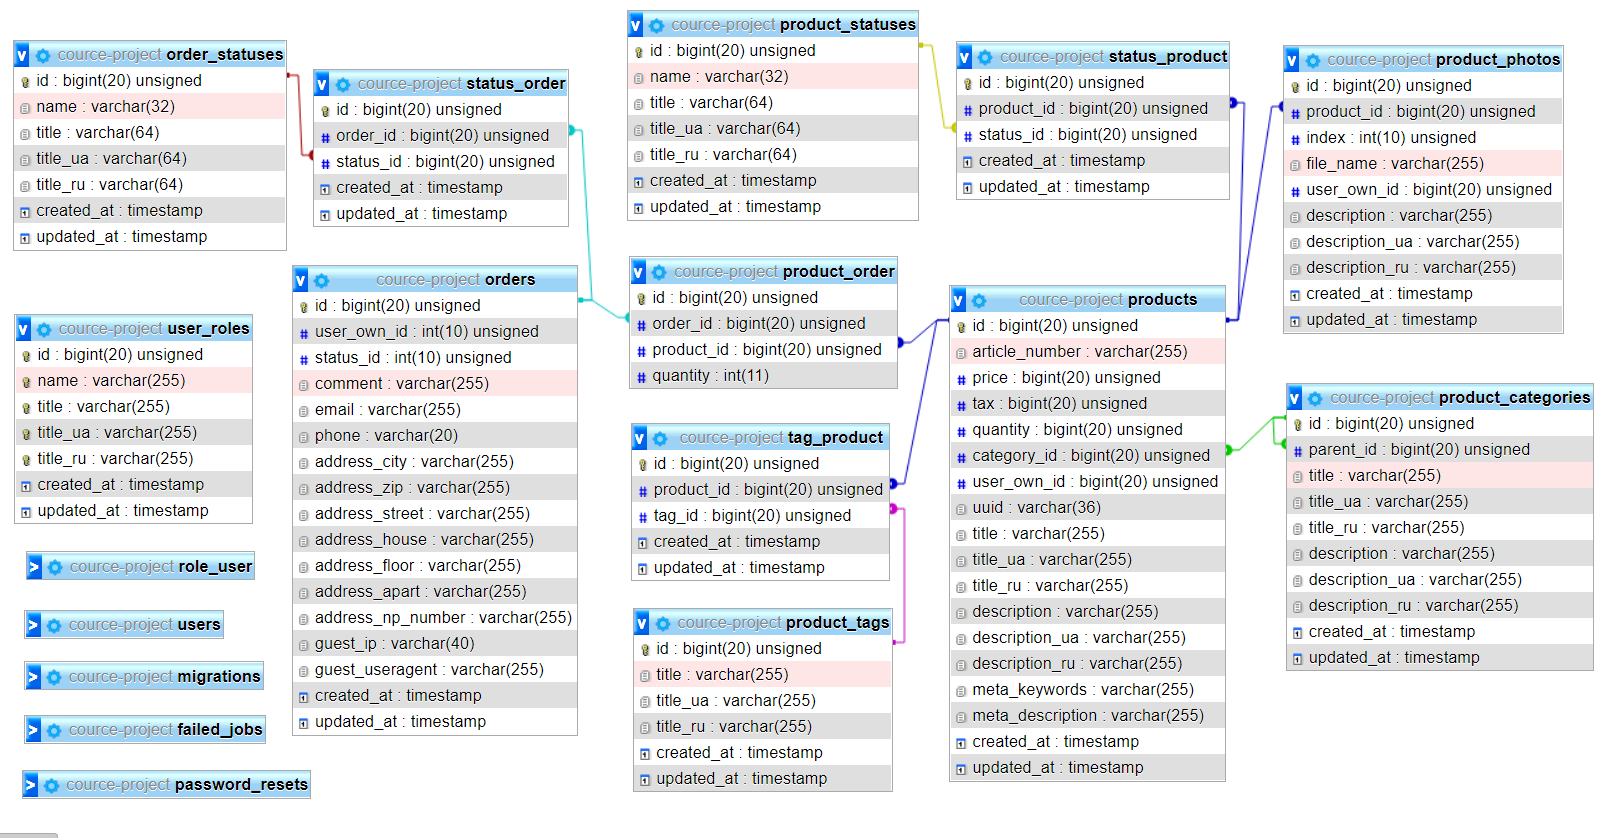 cource-project order_statuses
id : bigint(20) unsigned
name : varchar(32)
title : varchar(64)
title_ua : varchar(64)
title_ru : varchar(64)
created_at : timestamp
updated_at : timestamp
cource-project status_order
id : bigint(20) unsigned
order_id : bigint(20) unsigned
status_id : bigint(20) unsigned
created_at : timestamp
updated_at : timestamp
cource-project product_statuses
id : bigint(20) unsigned
name : varchar(32)
title : varchar(64)
title_ua : varchar(64)
title_ru : varchar(64)
created_at : timestamp
updated_at : timestamp
cource-project status_product
id : bigint(20) unsigned
product_id : bigint(20) unsigned
status_id : bigint(20) unsigned
created_at : timestamp
updated_at : timestamp
cource-project product_photos
id : bigint(20) unsigned
product_id : bigint(20) unsigned
index : int(10) unsigned
file_name : varchar(255)
user_own_id : bigint(20) unsigned
description : varchar(255)
description_ua : varchar(255)
description_ru : varchar(255)
created_at : timestamp
updated_at : timestamp
cource-project user_roles
id : bigint(20) unsigned
name : varchar(255)
title : varchar(255)
title_ua : varchar(255)
title_ru : varchar(255)
created_at : timestamp
updated_at : timestamp
cource-project role_user
cource-project users
cource-project migrations
cource-project failed_jobs
cource-project password_resets
cource-project orders
id : bigint(20) unsigned
user_own_id : int(10) unsigned
status_id : int(10) unsigned
comment : varchar(255)
email : varchar(255)
phone : varchar(20)
address_city : varchar(255)
address_zip : varchar(255)
address_street : varchar(255)
address_house : varchar(255)
address_floor : varchar(255)
address_apart : varchar(255)
address_np_number : varchar(255)
guest_ip : varchar(40)
guest_useragent : varchar(255)
created_at : timestamp
updated_at : timestamp
cource-project product_order
id : bigint(20) unsigned
order_id : bigint(20) unsigned
product_id : bigint(20) unsigned
quantity : int(11)
cource-project tag_product
id : bigint(20) unsigned
product_id : bigint(20) unsigned
tag_id : bigint(20) unsigned
created_at : timestamp
updated_at : timestamp
cource-project product_tags
id : bigint(20) unsigned
title : varchar(255)
title_ua : varchar(255)
title_ru : varchar(255)
created_at : timestamp
updated_at : timestamp
cource-project products
id : bigint(20) unsigned
article_number : varchar(255)
price : bigint(20) unsigned
tax : bigint(20) unsigned
quantity : bigint(20) unsigned
category_id : bigint(20) unsigned
user_own_id : bigint(20) unsigned
uuid : varchar(36)
title : varchar(255)
title_ua : varchar(255)
title_ru : varchar(255)
description : varchar(255)
description_ua : varchar(255)
description_ru : varchar(255)
meta_keywords : varchar(255)
meta_description : varchar(255)
created_at : timestamp
updated_at : timestamp
cource-project product_categories
id : bigint(20) unsigned
parent_id : bigint(20) unsigned
title : varchar(255)
title_ua : varchar(255)
title_ru : varchar(255)
description : varchar(255)
description_ua : varchar(255)
description_ru : varchar(255)
created_at : timestamp
updated_at : timestamp